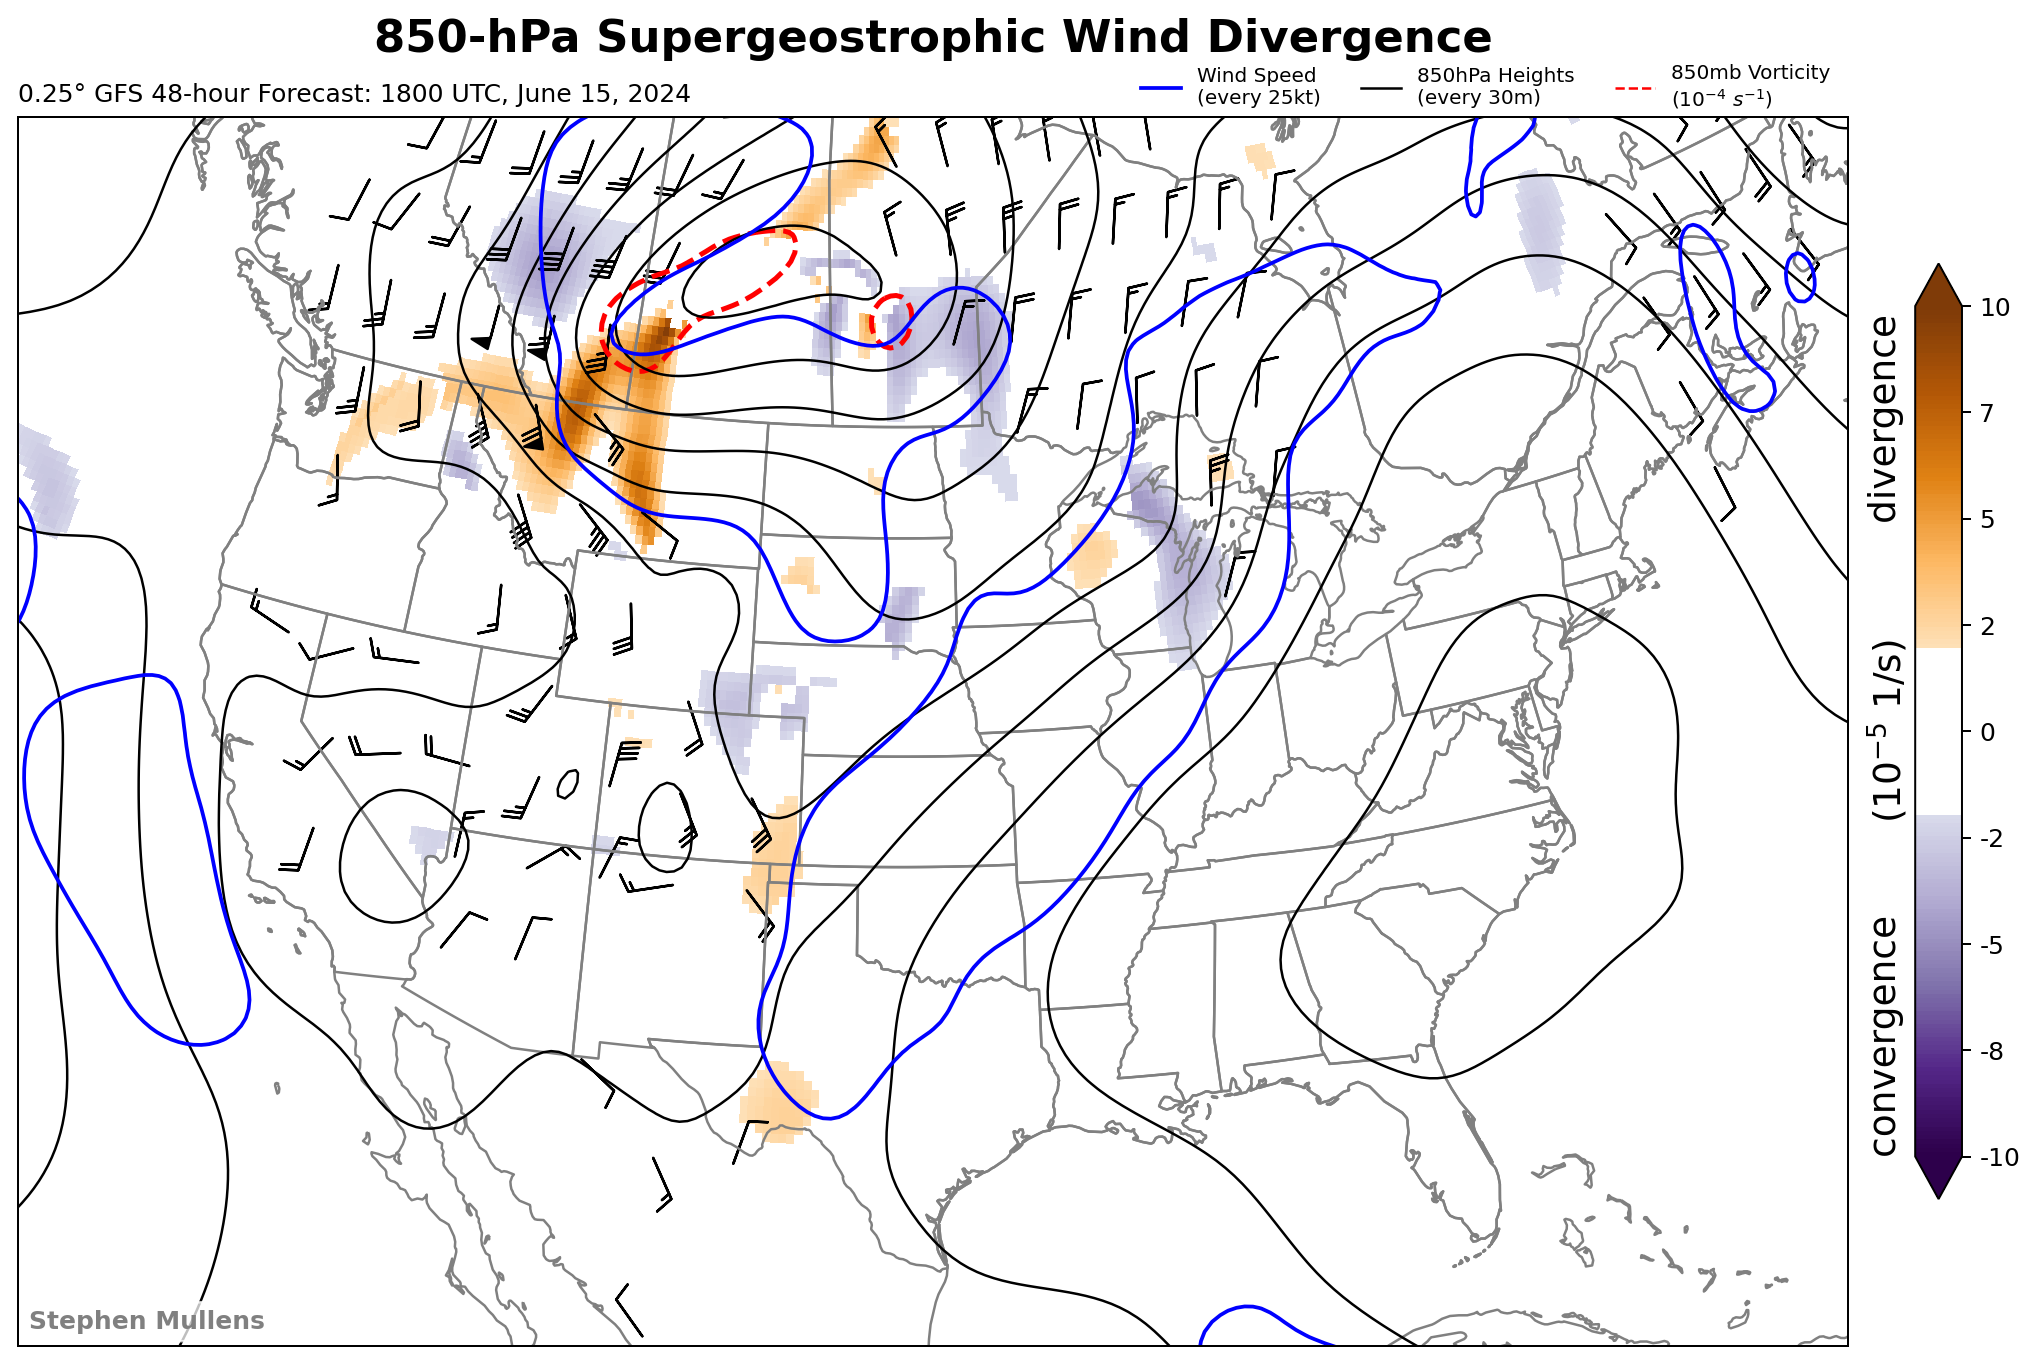 850-hPa Supergeostrophic Wind Divergence
0.25° GFS 48-hour Forecast: 1800 UTC, June 15, 2024
Wind Speed
(every 25kt)
850hPa Heights
(every 30m)
850mb Vorticity
(10⁻⁴ s⁻¹)
10
7
5
2
0
-2
-5
-8
-10
convergence (10⁻⁵ 1/s) divergence
Stephen Mullens